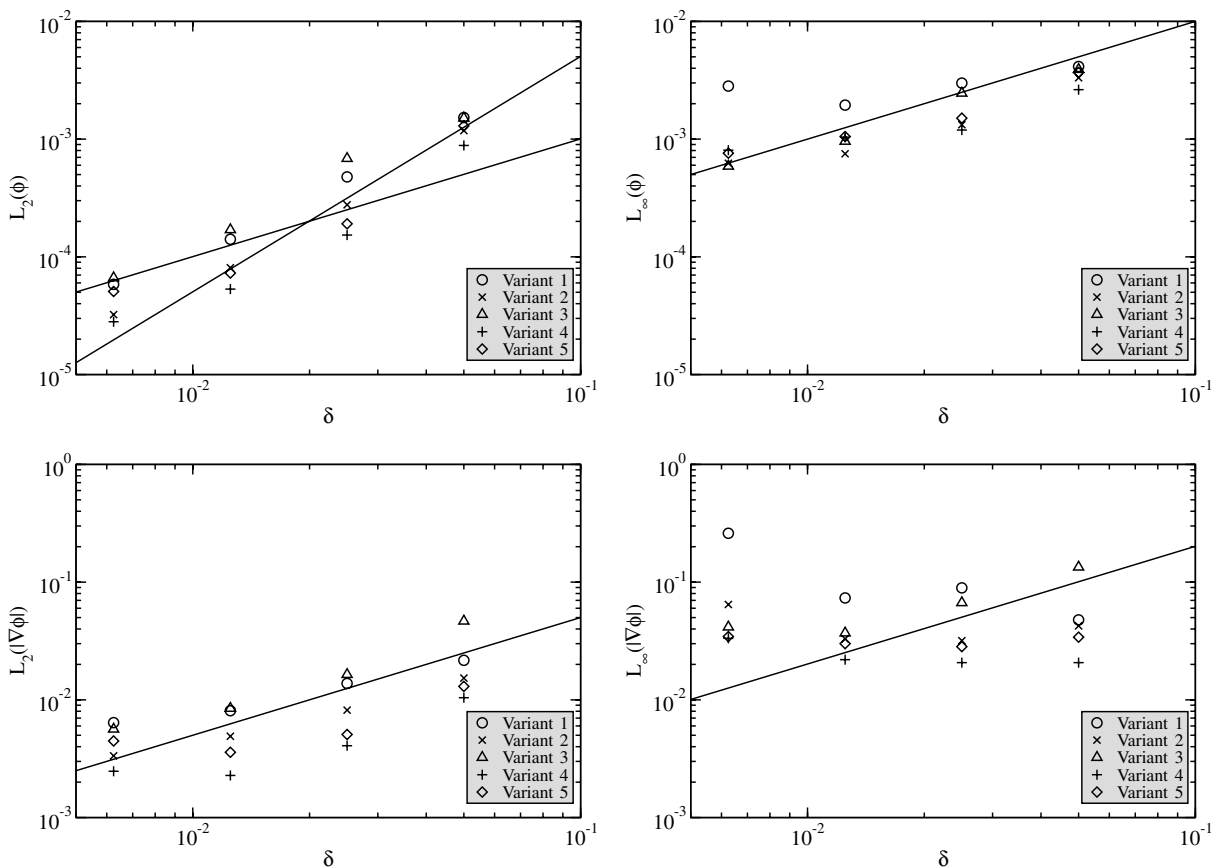 10⁻²
10⁻³
10⁻⁴
10⁻⁵
L₂(ϕ)
Variant 1
Variant 2
Variant 3
Variant 4
Variant 5
10⁻²
10⁻¹
δ
10⁻²
10⁻³
10⁻⁴
10⁻⁵
L∞(ϕ)
Variant 1
Variant 2
Variant 3
Variant 4
Variant 5
10⁻²
10⁻¹
δ
10⁰
10⁻¹
10⁻²
10⁻³
L₂(|∇ϕ|)
Variant 1
Variant 2
Variant 3
Variant 4
Variant 5
10⁻²
10⁻¹
δ
10⁰
10⁻¹
10⁻²
10⁻³
L∞(|∇ϕ|)
Variant 1
Variant 2
Variant 3
Variant 4
Variant 5
10⁻²
10⁻¹
δ